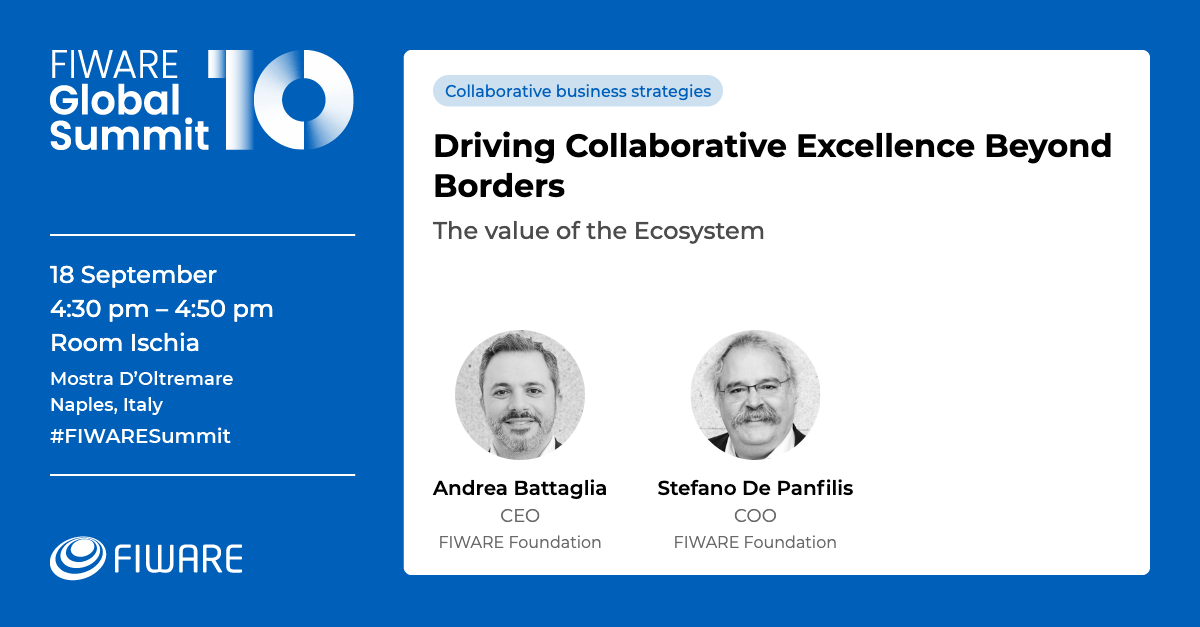 FIWARE
Global
Summit
10
18 September
4:30 pm – 4:50 pm
Room Ischia
Mostra D’Oltremare
Naples, Italy
#FIWARESummit
FIWARE
Collaborative business strategies
Driving Collaborative Excellence Beyond
Borders
The value of the Ecosystem
Andrea Battaglia
CEO
FIWARE Foundation
Stefano De Panfilis
COO
FIWARE Foundation